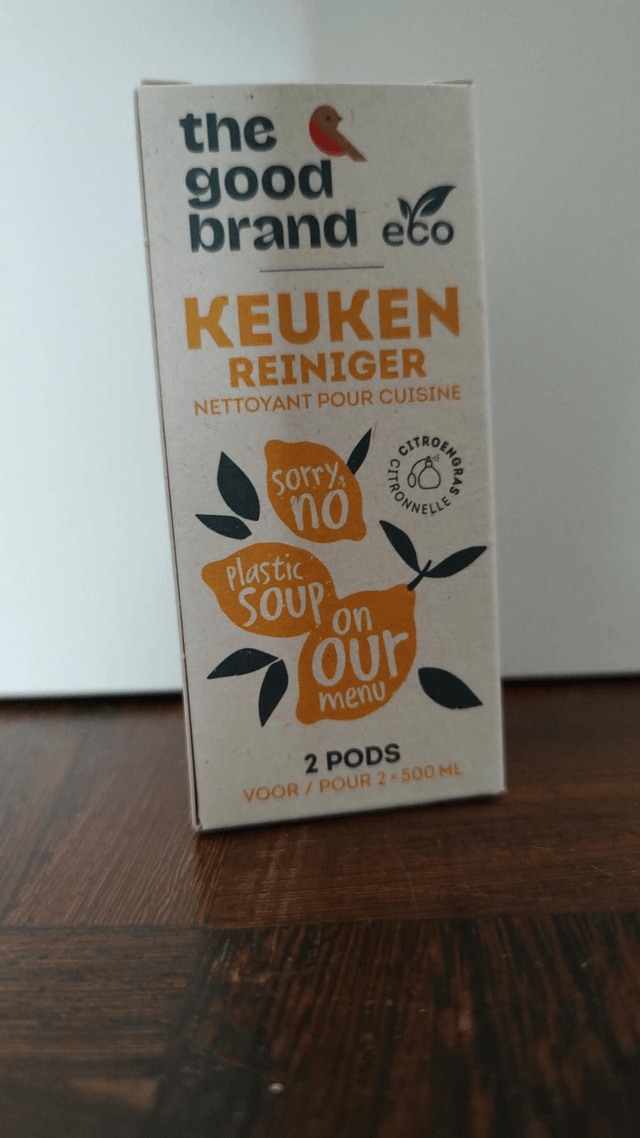 the
good
brand
eco
KEUKEN
REINIGER
NETTOYANT POUR CUISINE
CITROENGRAS
CITRONNELLE
sorry,
no
plastic
soup
on
our
menu
2 PODS
VOOR / POUR 2 × 500 ML